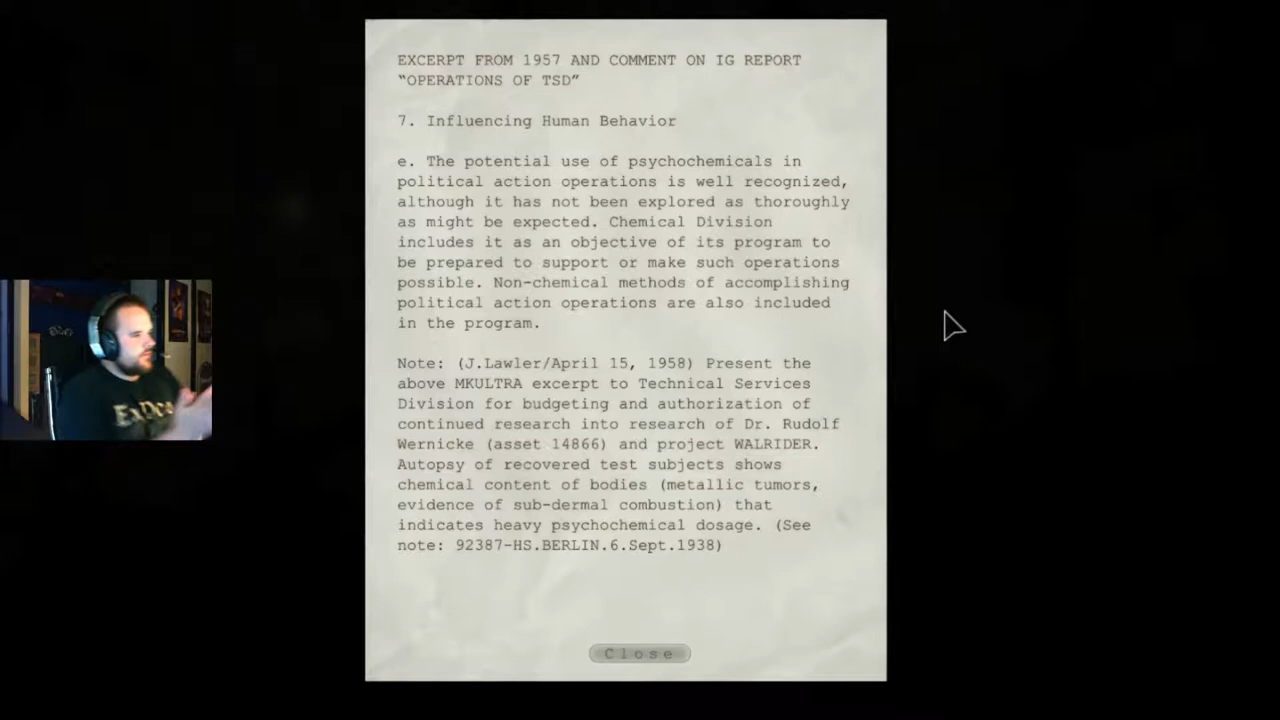 EXCERPT FROM 1957 AND COMMENT ON IG REPORT
“OPERATIONS OF TSD”
7. Influencing Human Behavior
e. The potential use of psychochemicals in
political action operations is well recognized,
although it has not been explored as thoroughly
as might be expected. Chemical Division
includes it as an objective of its program to
be prepared to support or make such operations
possible. Non-chemical methods of accomplishing
political action operations are also included
in the program.
Note: (J.Lawler/April 15, 1958) Present the
above MKULTRA excerpt to Technical Services
Division for budgeting and authorization of
continued research into research of Dr. Rudolf
Wernicke (asset 14866) and project WALRIDER.
Autopsy of recovered test subjects shows
chemical content of bodies (metallic tumors,
evidence of sub-dermal combustion) that
indicates heavy psychochemical dosage. (See
note: 92387-HS.BERLIN.6.Sept.1938)
Close